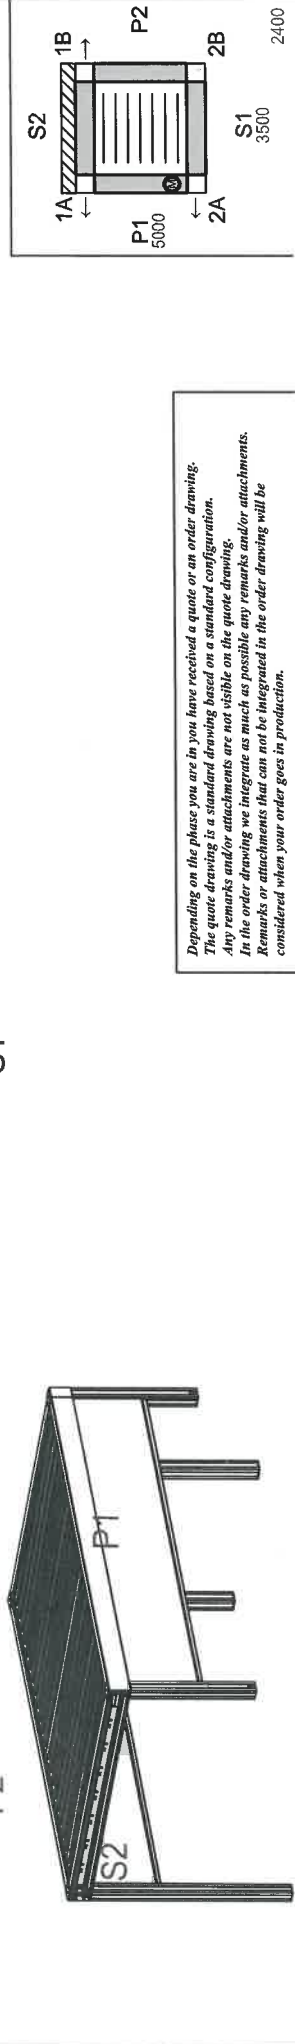 S2
1A
1B
P1
5000
P2
M
2A
2B
S1
3500
2400
Depending on the phase you are in you have received a quote or an order drawing.
The quote drawing is a standard drawing based on a standard configuration.
Any remarks and/or attachments are not visible on the quote drawing.
In the order drawing we integrate as much as possible any remarks and/or attachments.
Remarks or attachments that can not be integrated in the order drawing will be
considered when your order goes in production.
P1
S2